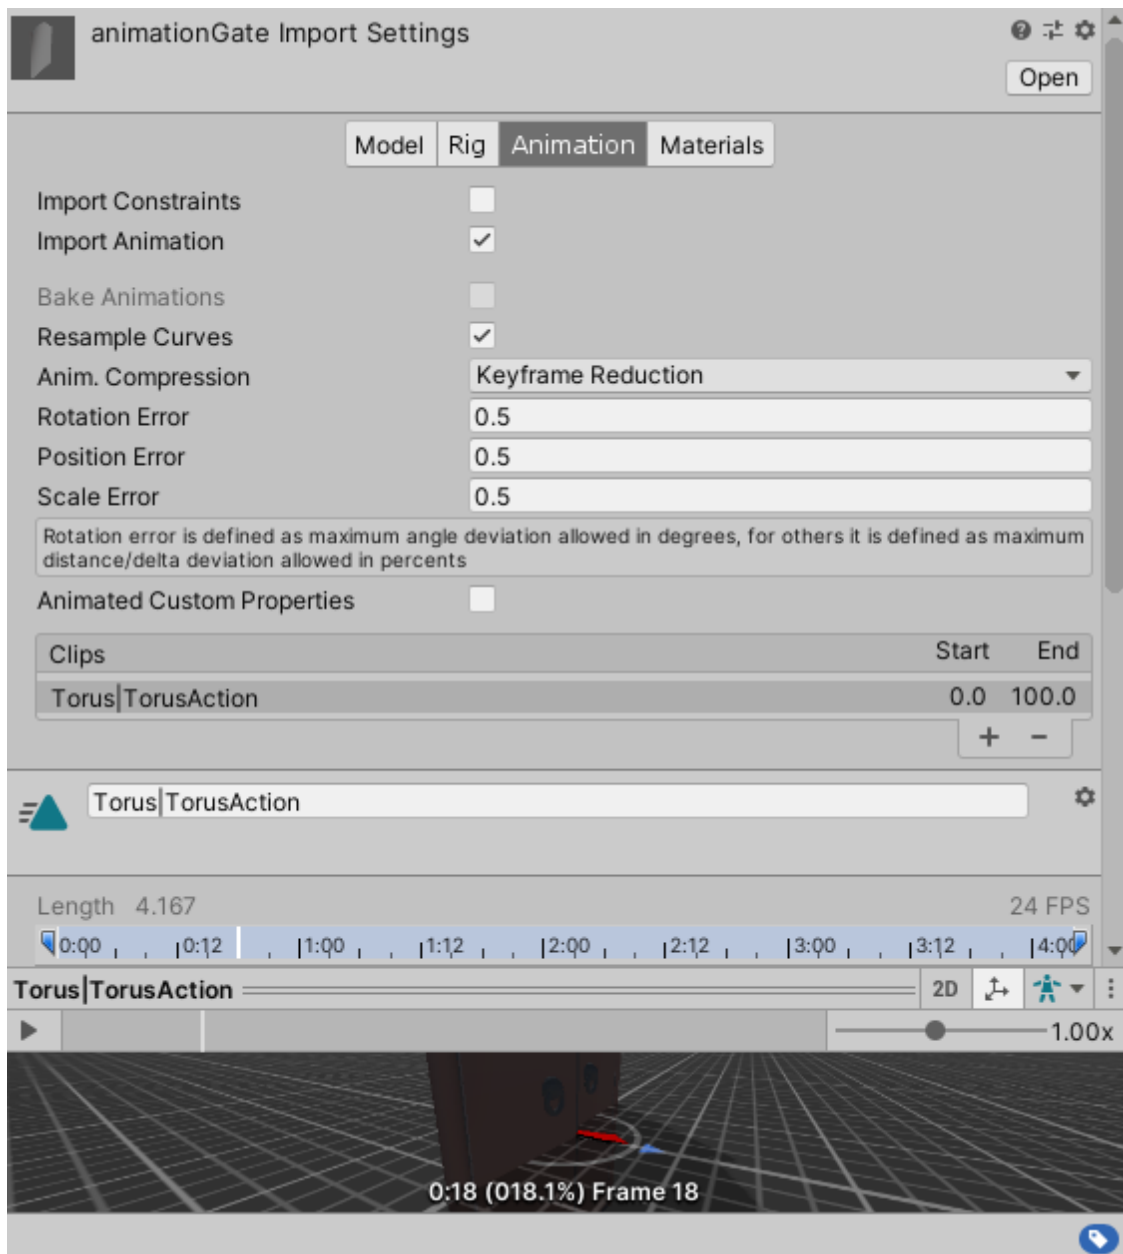 animationGate Import Settings
Open
Model Rig Animation Materials
Import Constraints
Import Animation
Bake Animations
Resample Curves
Anim. Compression Keyframe Reduction
Rotation Error 0.5
Position Error 0.5
Scale Error 0.5
Rotation error is defined as maximum angle deviation allowed in degrees, for others it is defined as maximum
distance/delta deviation allowed in percents
Animated Custom Properties
Clips Start End
Torus|TorusAction 0.0 100.0
Torus|TorusAction
Length 4.167 24 FPS
0:00 0:12 1:00 1:12 2:00 2:12 3:00 3:12 4:00
Torus|TorusAction 2D
1.00x
0:18 (018.1%) Frame 18